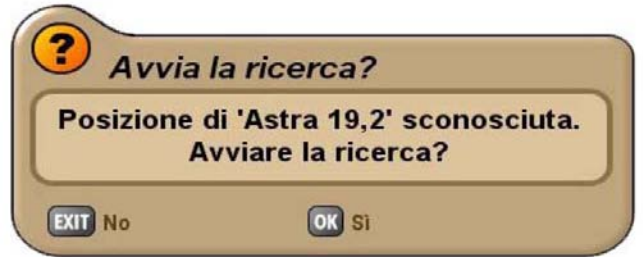 ?
Avvia la ricerca?
Posizione di 'Astra 19,2' sconosciuta.
Avviare la ricerca?
EXIT No OK Sì